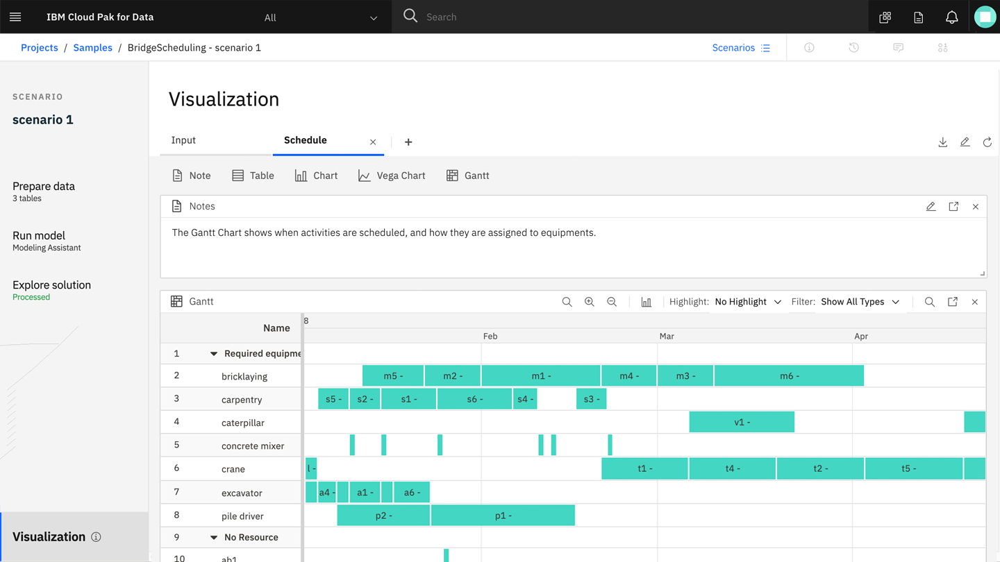 IBM Cloud Pak for Data All Search
Projects / Samples / BridgeScheduling - scenario 1 Scenarios
SCENARIO
scenario 1
Prepare data
3 tables
Run model
Modeling Assistant
Explore solution
Processed
Visualization
Visualization
Input Schedule
Note Table Chart Vega Chart Gantt
Notes
The Gantt Chart shows when activities are scheduled, and how they are assigned to equipments.
Gantt Highlight: No Highlight Filter: Show All Types
8
Name
Feb Mar Apr
1 Required equipme
2 bricklaying m5 - m2 - m1 - m4 - m3 - m6 -
3 carpentry s5 - s2 - s1 - s6 - s4 - s3 -
4 caterpillar v1 -
5 concrete mixer
6 crane l - t1 - t4 - t2 - t5 -
7 excavator a4 - a1 - a6 -
8 pile driver p2 - p1 -
9 No Resource
10 ab1